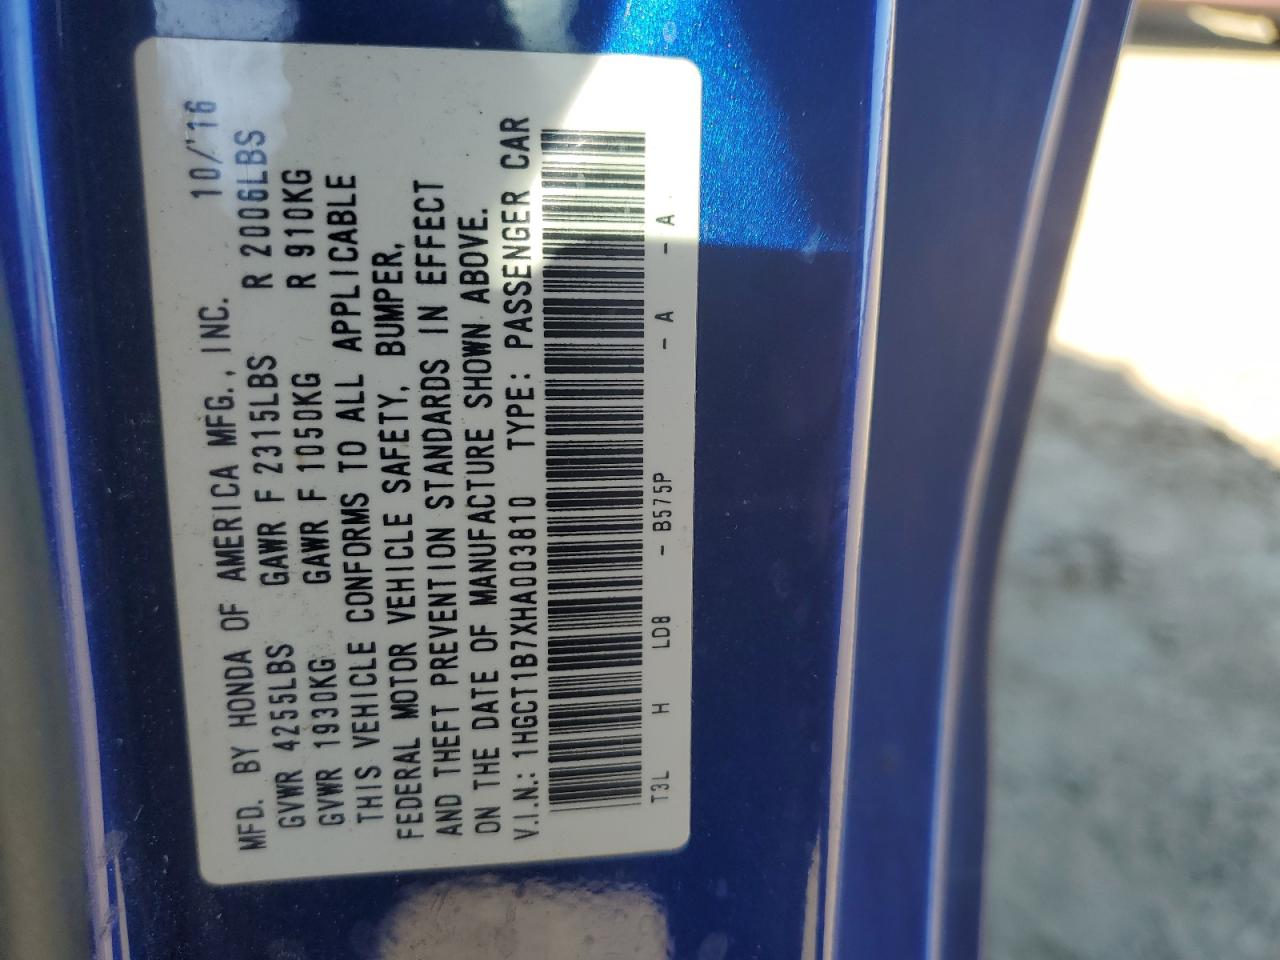 MFD. BY HONDA OF AMERICA MFG., INC. 10/'16
GVWR 4255LBS GAWR F 2315LBS R 2006LBS
GVWR 1930KG GAWR F 1050KG R 910KG
THIS VEHICLE CONFORMS TO ALL APPLICABLE
FEDERAL MOTOR VEHICLE SAFETY, BUMPER,
AND THEFT PREVENTION STANDARDS IN EFFECT
ON THE DATE OF MANUFACTURE SHOWN ABOVE.
V.I.N.: 1HGCT1B7XHA003810 TYPE: PASSENGER CAR
T3L H LD8 - B575P - A - A